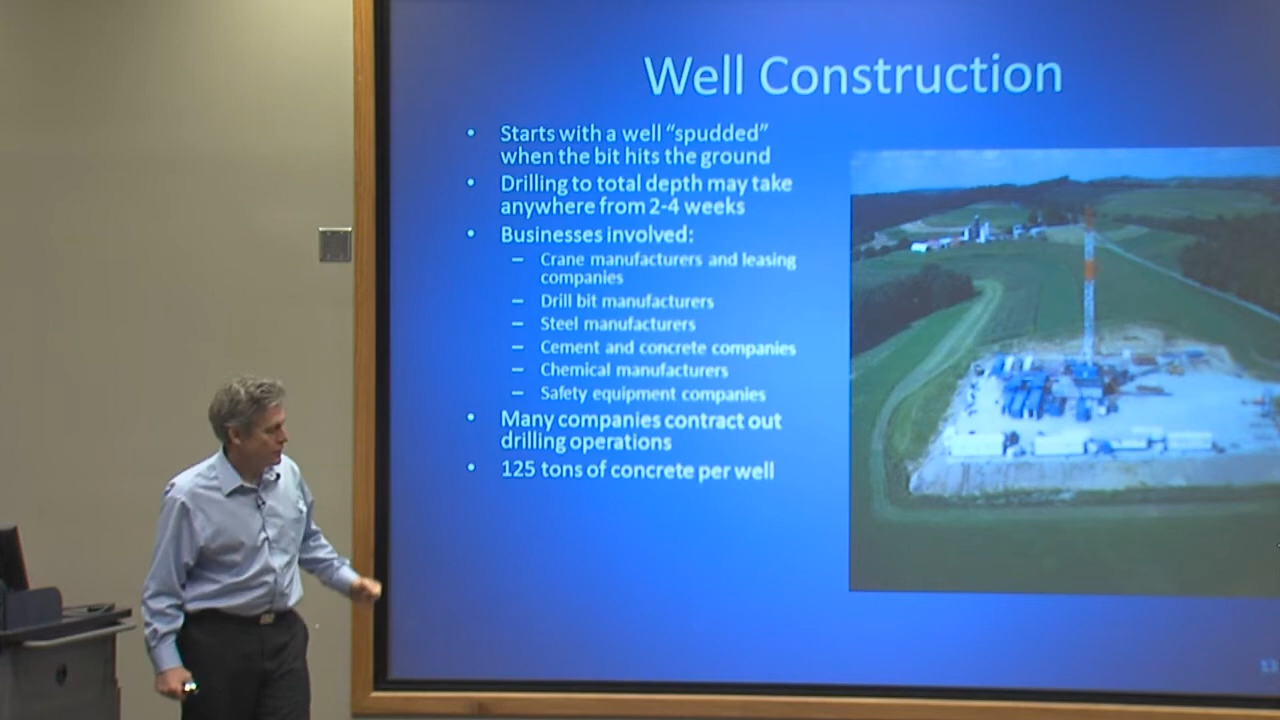 Well Construction
• Starts with a well “spudded”
when the bit hits the ground
• Drilling to total depth may take
anywhere from 2-4 weeks
• Businesses involved:
– Crane manufacturers and leasing
companies
– Drill bit manufacturers
– Steel manufacturers
– Cement and concrete companies
– Chemical manufacturers
– Safety equipment companies
• Many companies contract out
drilling operations
• 125 tons of concrete per well
13